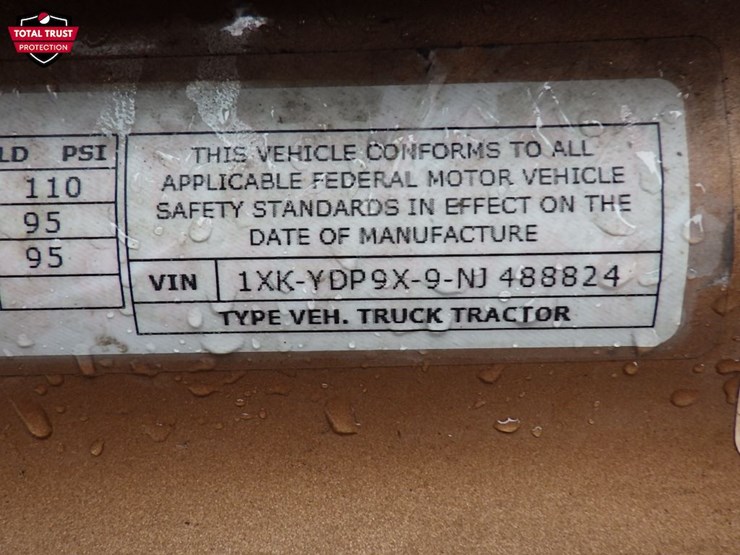 TOTAL TRUST
PROTECTION
LD PSI
110
95
95
THIS VEHICLE CONFORMS TO ALL
APPLICABLE FEDERAL MOTOR VEHICLE
SAFETY STANDARDS IN EFFECT ON THE
DATE OF MANUFACTURE
VIN 1XK-YDP9X-9-NJ 488824
TYPE VEH. TRUCK TRACTOR